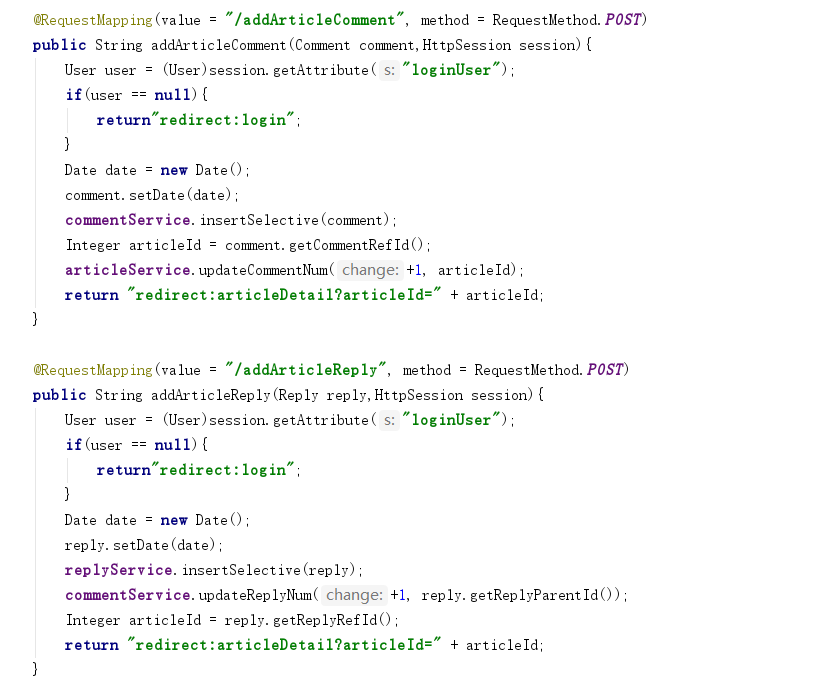 @RequestMapping(value = "/addArticleComment", method = RequestMethod.POST)
public String addArticleComment(Comment comment,HttpSession session){
    User user = (User)session.getAttribute( s: "loginUser");
    if(user == null){
        return"redirect:login";
    }
    Date date = new Date();
    comment.setDate(date);
    commentService.insertSelective(comment);
    Integer articleId = comment.getCommentRefId();
    articleService.updateCommentNum( change: +1, articleId);
    return "redirect:articleDetail?articleId=" + articleId;
}

@RequestMapping(value = "/addArticleReply", method = RequestMethod.POST)
public String addArticleReply(Reply reply,HttpSession session){
    User user = (User)session.getAttribute( s: "loginUser");
    if(user == null){
        return"redirect:login";
    }
    Date date = new Date();
    reply.setDate(date);
    replyService.insertSelective(reply);
    commentService.updateReplyNum( change: +1, reply.getReplyParentId());
    Integer articleId = reply.getReplyRefId();
    return "redirect:articleDetail?articleId=" + articleId;
}